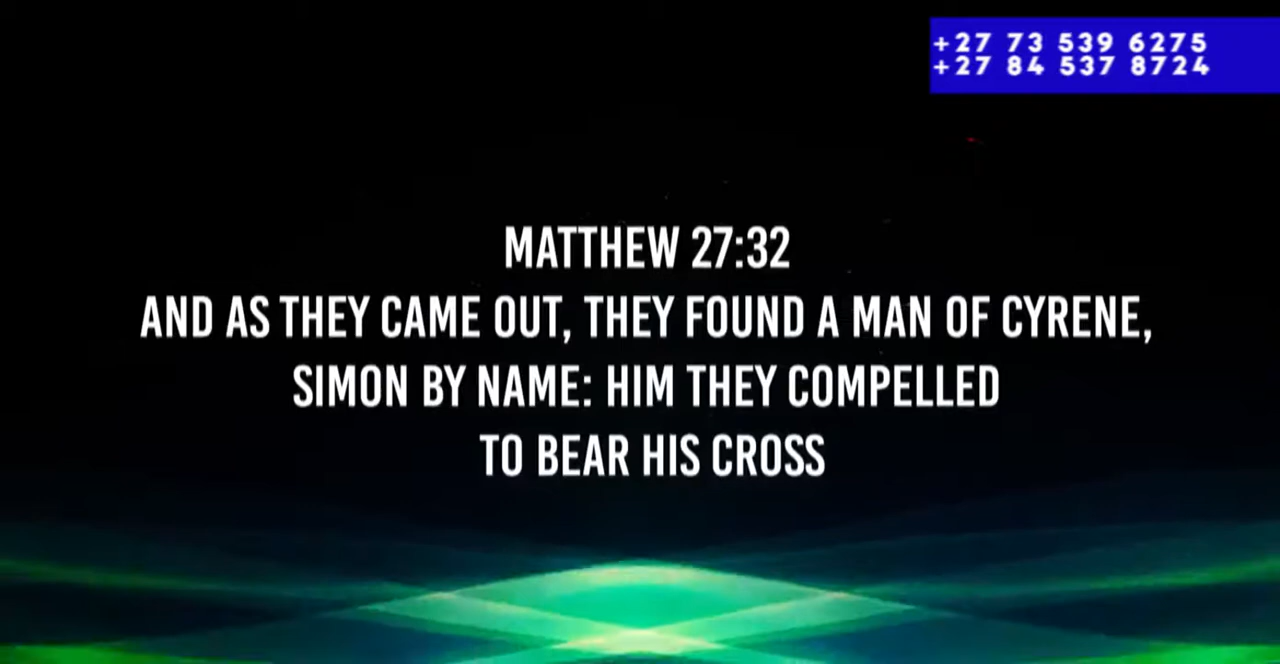 +27 73 539 6275
+27 84 537 8724
MATTHEW 27:32
AND AS THEY CAME OUT, THEY FOUND A MAN OF CYRENE,
SIMON BY NAME: HIM THEY COMPELLED
TO BEAR HIS CROSS